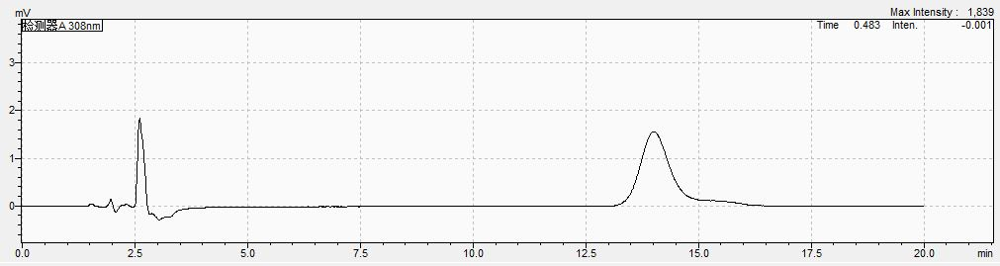 mV
Max Intensity : 1,839
检测器A 308nm
Time 0.483 Inten. -0.001
3
2
1
0
0.0 2.5 5.0 7.5 10.0 12.5 15.0 17.5 20.0 min